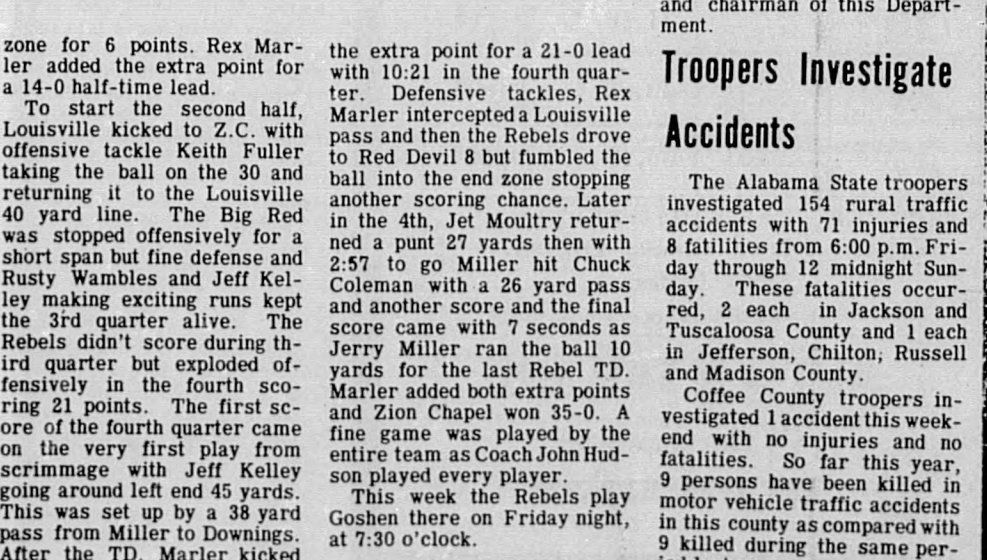 zone for 6 points. Rex Mar-
ler added the extra point for
a 14-0 half-time lead.
To start the second half,
Louisville kicked to Z.C. with
offensive tackle Keith Fuller
taking the ball on the 30 and
returning it to the Louisville
40 yard line. The Big Red
was stopped offensively for a
short span but fine defense and
Rusty Wambles and Jeff Kel-
ley making exciting runs kept
the 3rd quarter alive. The
Rebels didn't score during th-
ird quarter but exploded of-
fensively in the fourth sco-
ring 21 points. The first sc-
ore of the fourth quarter came
on the very first play from
scrimmage with Jeff Kelley
going around left end 45 yards.
This was set up by a 38 yard
pass from Miller to Downings.
After the TD, Marler kicked
the extra point for a 21-0 lead
with 10:21 in the fourth quar-
ter. Defensive tackles, Rex
Marler intercepted a Louisville
pass and then the Rebels drove
to Red Devil 8 but fumbled the
ball into the end zone stopping
another scoring chance. Later
in the 4th, Jet Moultry retur-
ned a punt 27 yards then with
2:57 to go Miller hit Chuck
Coleman with a 26 yard pass
and another score and the final
score came with 7 seconds as
Jerry Miller ran the ball 10
yards for the last Rebel TD.
Marler added both extra points
and Zion Chapel won 35-0. A
fine game was played by the
entire team as Coach John Hud-
son played every player.
This week the Rebels play
Goshen there on Friday night,
at 7:30 o'clock.
and chairman of this Depart-
ment.
Troopers Investigate
Accidents
The Alabama State troopers
investigated 154 rural traffic
accidents with 71 injuries and
8 fatilities from 6:00 p.m. Fri-
day through 12 midnight Sun-
day. These fatalities occur-
red, 2 each in Jackson and
Tuscaloosa County and 1 each
in Jefferson, Chilton, Russell
and Madison County.
Coffee County troopers in-
vestigated 1 accident this week-
end with no injuries and no
fatalities. So far this year,
9 persons have been killed in
motor vehicle traffic accidents
in this county as compared with
9 killed during the same per-